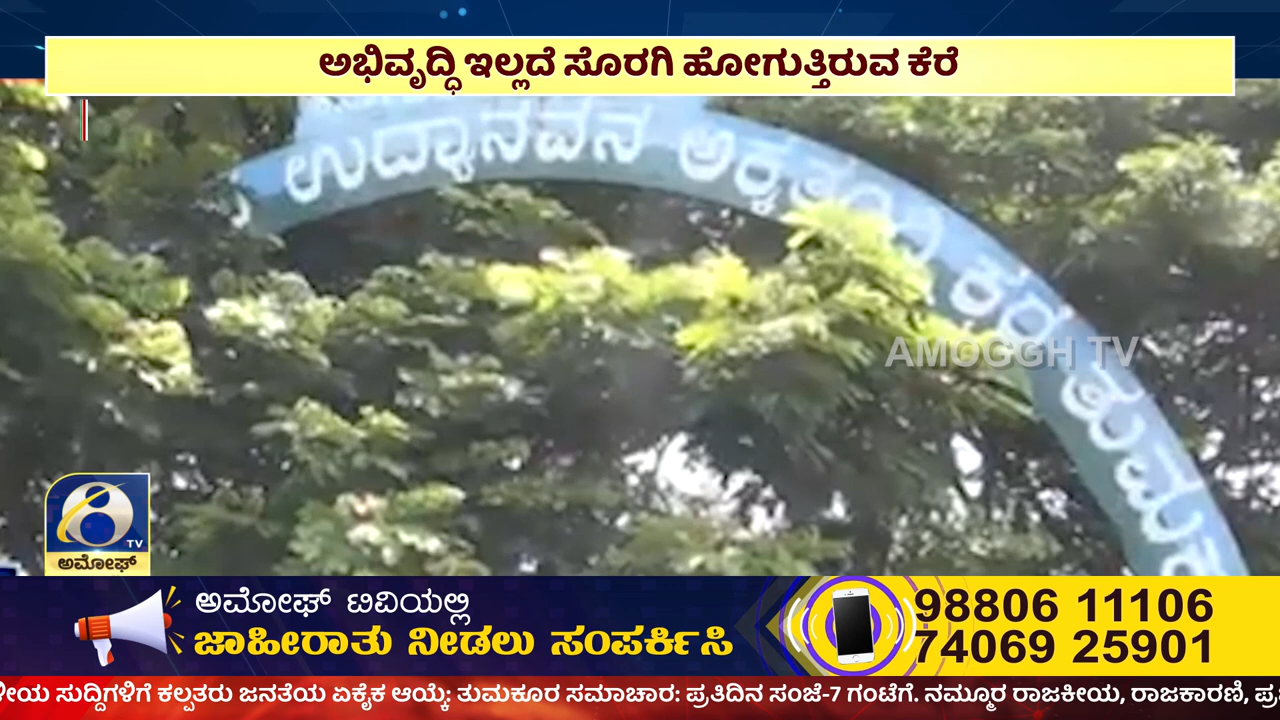 ಅಭಿವೃದ್ಧಿ ಇಲ್ಲದೆ ಸೊರಗಿ ಹೋಗುತ್ತಿರುವ ಕೆರೆ
ಉದ್ಯಾನವನ
AMOGGH TV
TV
ಅಮೋಘ್
ಅಮೋಘ್ ಟಿವಿಯಲ್ಲಿ
ಜಾಹೀರಾತು ನೀಡಲು ಸಂಪರ್ಕಿಸಿ
98806 11106
74069 25901
ಸುದ್ದಿಗಳಿಗೆ ಕಲ್ಪತರು ಜನತೆಯ ಏಕೈಕ ಆಯ್ಕೆ: ತುಮಕೂರ ಸಮಾಚಾರ: ಪ್ರತಿದಿನ ಸಂಜೆ-7 ಗಂಟೆಗೆ. ನಮ್ಮೂರ ರಾಜಕೀಯ, ರಾಜಕಾರಣಿ,